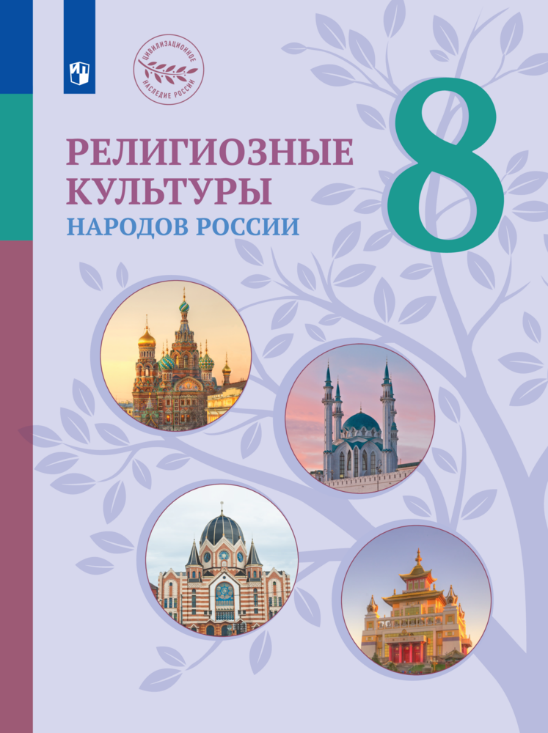 ЦИВИЛИЗАЦИОННОЕ
НАСЛЕДИЕ РОССИИ
8
РЕЛИГИОЗНЫЕ
КУЛЬТУРЫ
НАРОДОВ РОССИИ